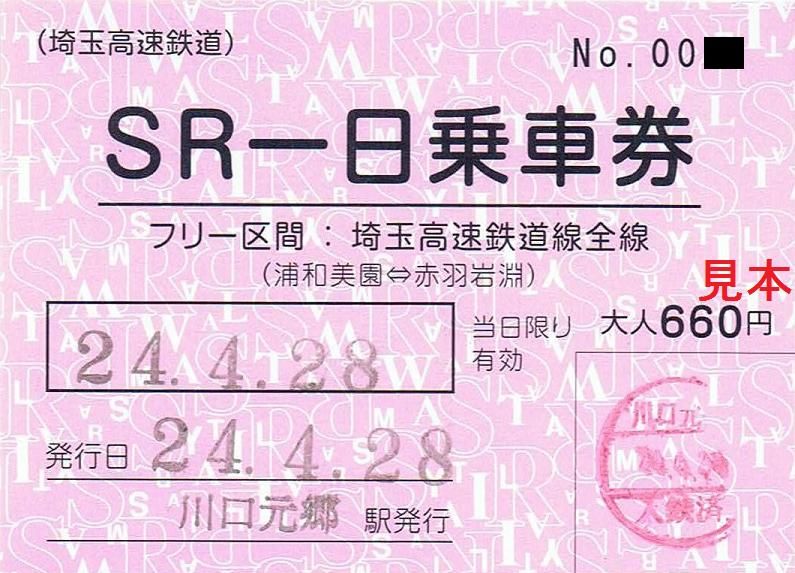 （埼玉高速鉄道）
No.00
SR一日乗車券
フリー区間：埼玉高速鉄道線全線
（浦和美園⇔赤羽岩淵）
見本
24.4.28
当日限り
有効
大人660円
発行日 24.4.28
川口元郷 駅発行
川口元
入鋏済